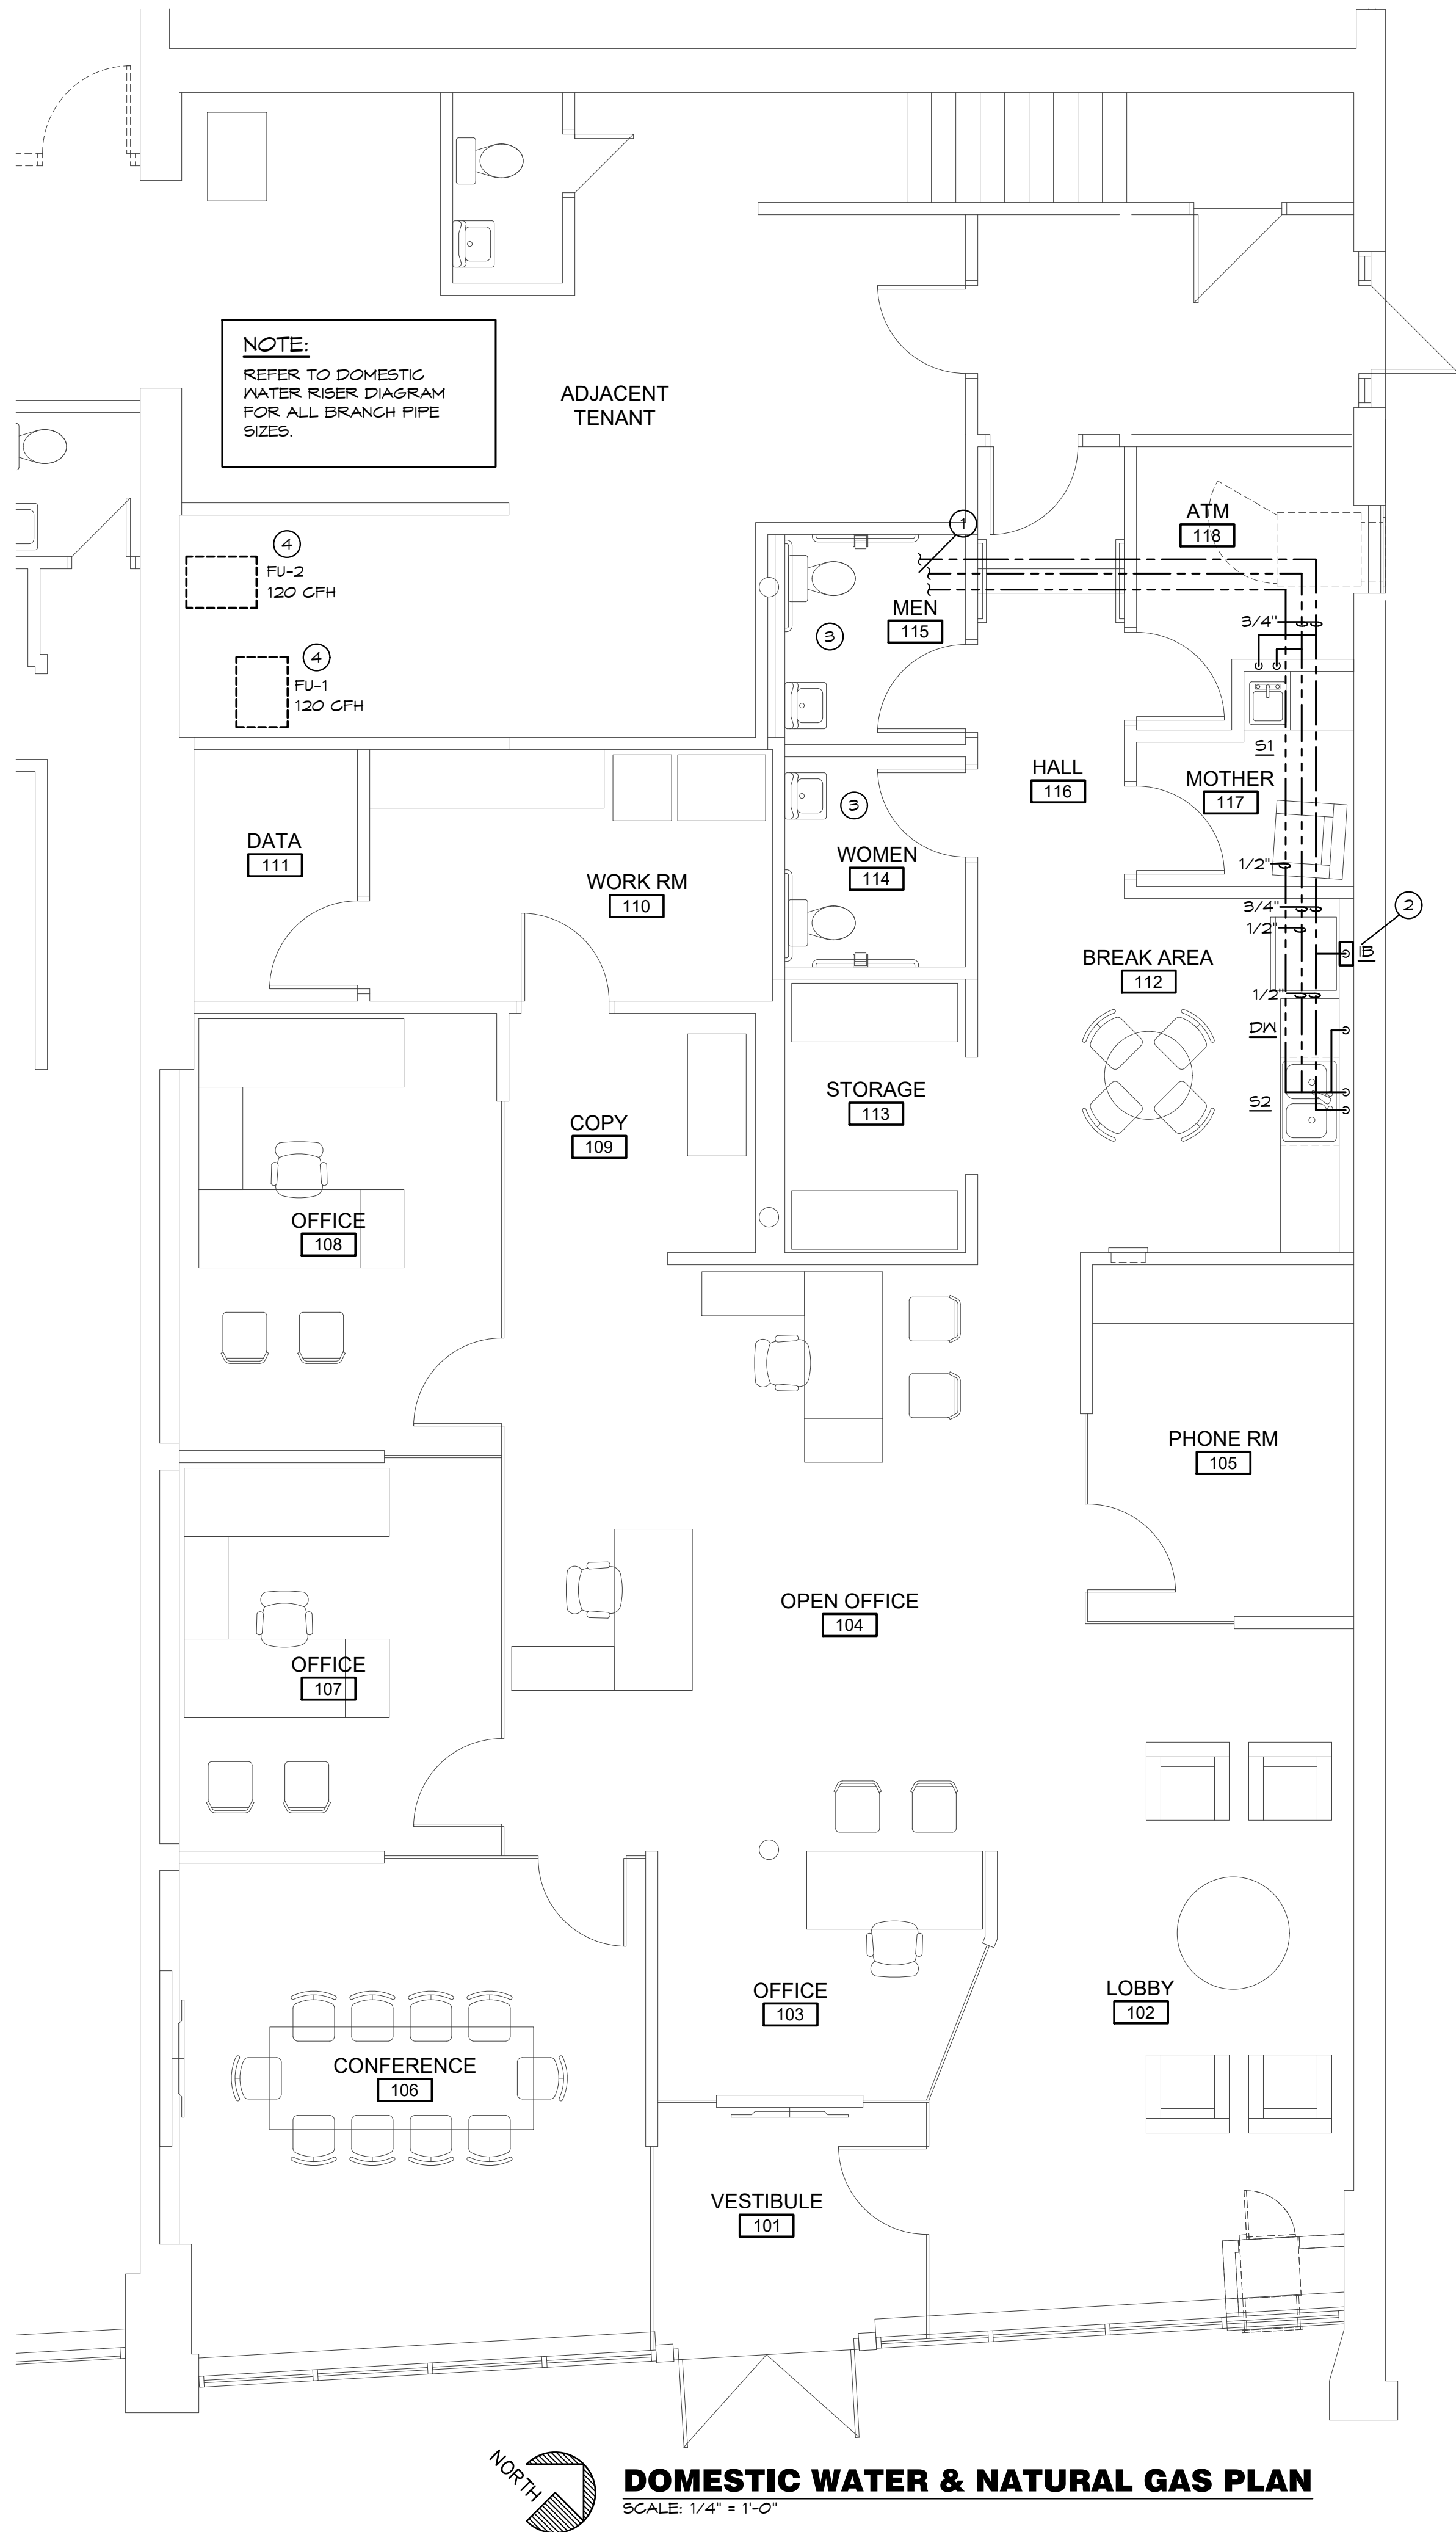 NOTE:
REFER TO DOMESTIC
WATER RISER DIAGRAM
FOR ALL BRANCH PIPE
SIZES.
ADJACENT
TENANT
4
FU-2
120 CFH
4
FU-1
120 CFH
1
ATM
118
MEN
115
3
3/4"
S1
HALL
116
MOTHER
117
3
WOMEN
114
1/2"
DATA
111
WORK RM
110
3/4"
1/2"
2
IB
BREAK AREA
112
1/2"
DW
S2
STORAGE
113
COPY
109
OFFICE
108
PHONE RM
105
OPEN OFFICE
104
OFFICE
107
OFFICE
103
LOBBY
102
CONFERENCE
106
VESTIBULE
101
NORTH
DOMESTIC WATER & NATURAL GAS PLAN
SCALE: 1/4" = 1'-0"